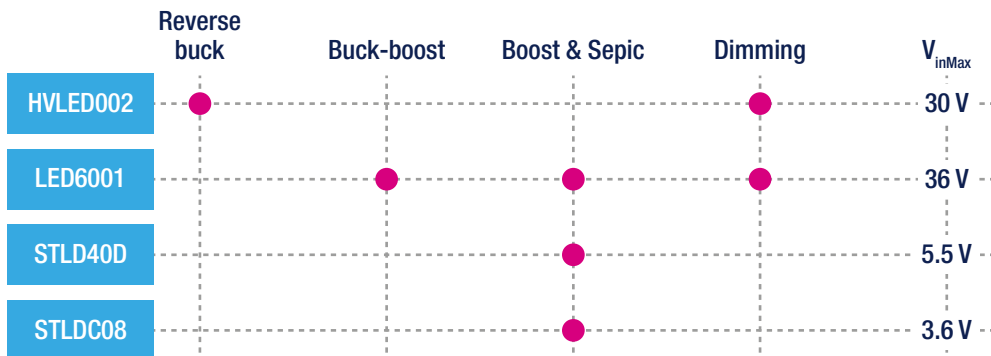 Reverse
buck
Buck-boost
Boost & Sepic
Dimming
VinMax
HVLED002
30 V
LED6001
36 V
STLD40D
5.5 V
STLDC08
3.6 V